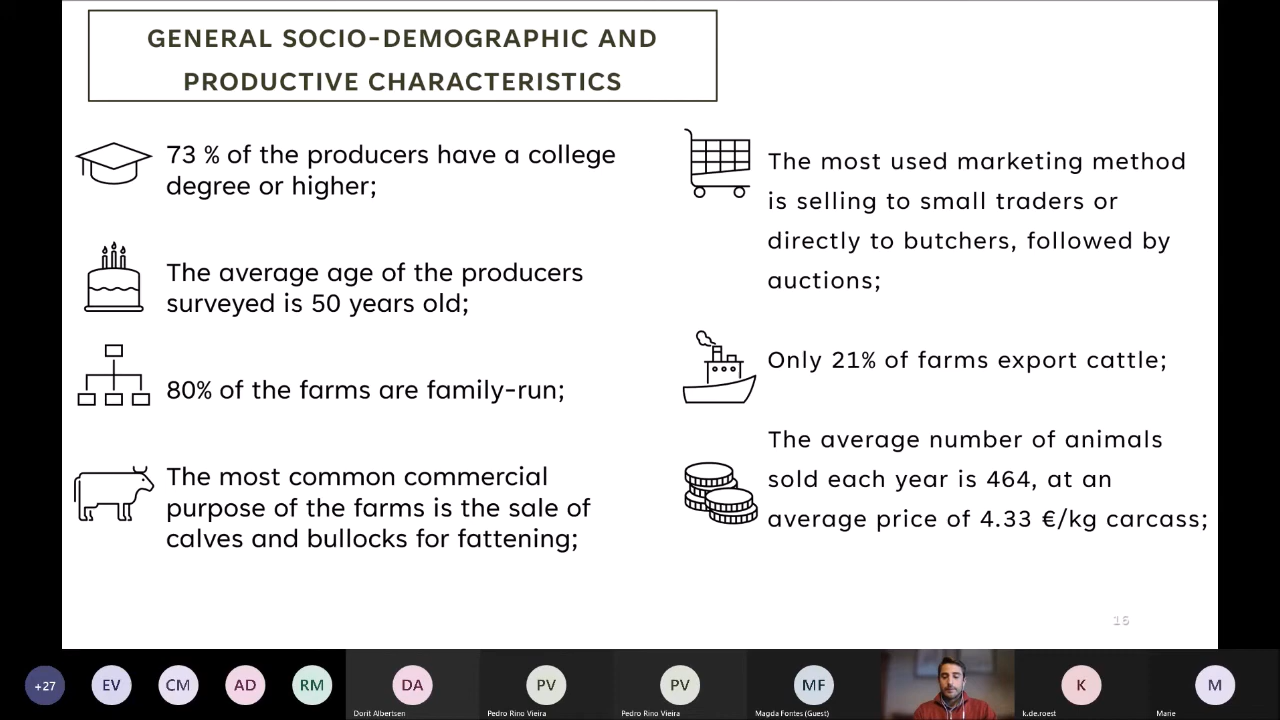 GENERAL SOCIO-DEMOGRAPHIC AND
PRODUCTIVE CHARACTERISTICS
73 % of the producers have a college
degree or higher;
The average age of the producers
surveyed is 50 years old;
80% of the farms are family-run;
The most common commercial
purpose of the farms is the sale of
calves and bullocks for fattening;
The most used marketing method
is selling to small traders or
directly to butchers, followed by
auctions;
Only 21% of farms export cattle;
The average number of animals
sold each year is 464, at an
average price of 4.33 €/kg carcass;
16
+27
EV
CM
AD
RM
DA
Dorit Albertsen
PV
Pedro Rino Vieira
PV
Pedro Rino Vieira
MF
Magda Fontes (Guest)
K
k.de.roest
M
Marie